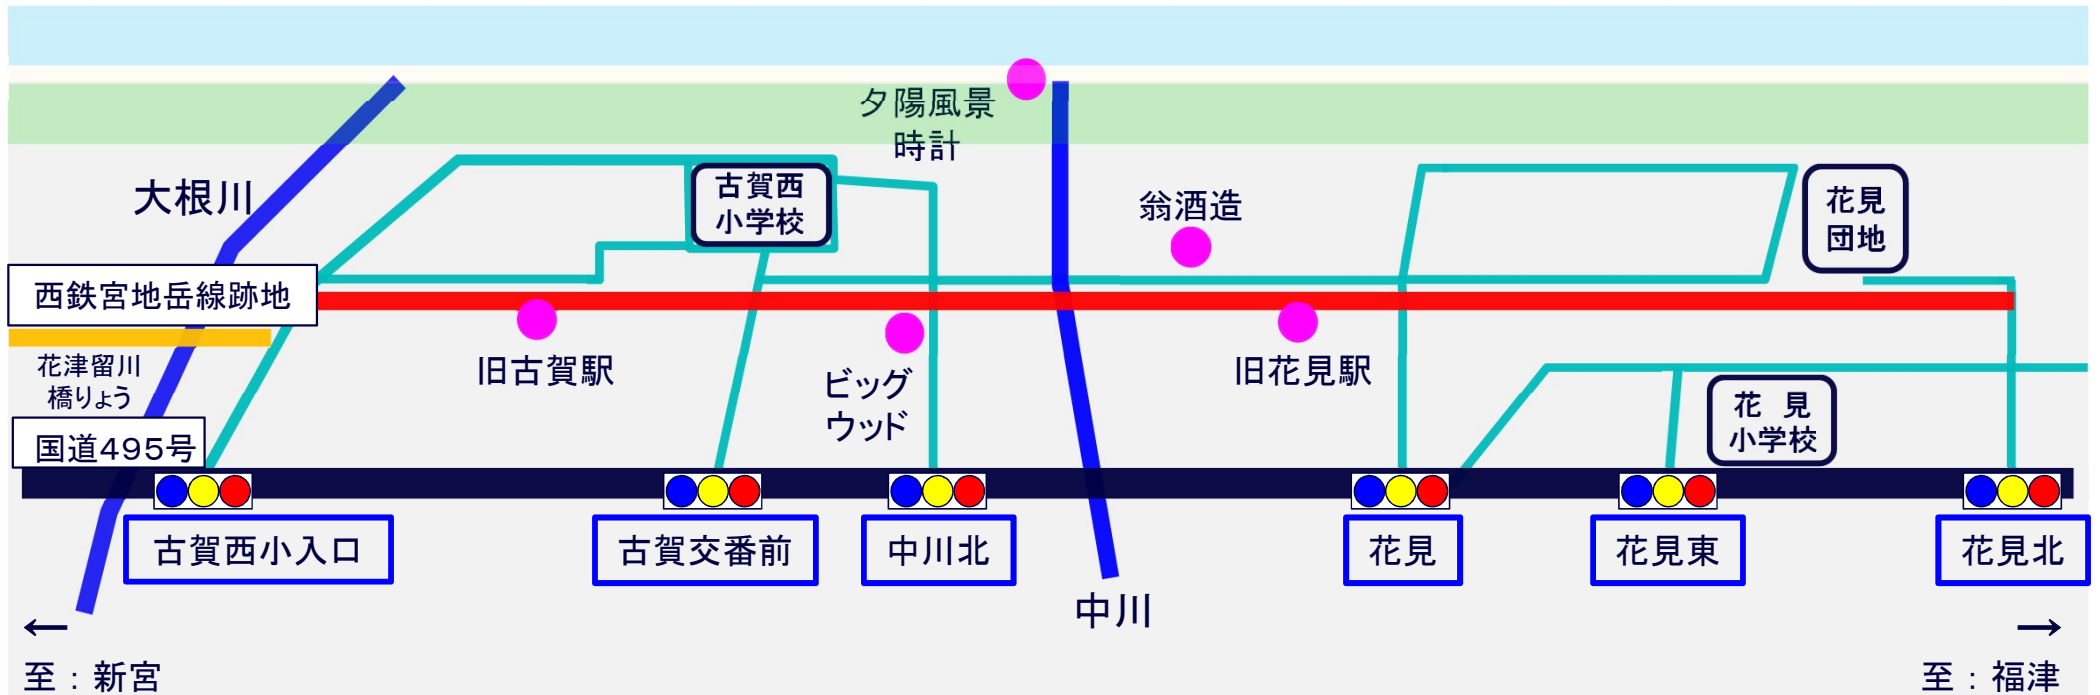 夕陽風景
時計
大根川
古賀西
小学校
翁酒造
花見
団地
西鉄宮地岳線跡地
花津留川
橋りょう
旧古賀駅
ビッグ
ウッド
旧花見駅
花　見
小学校
国道495号
古賀西小入口
古賀交番前
中川北
花見
花見東
花見北
中川
←
至：新宮
→
至：福津